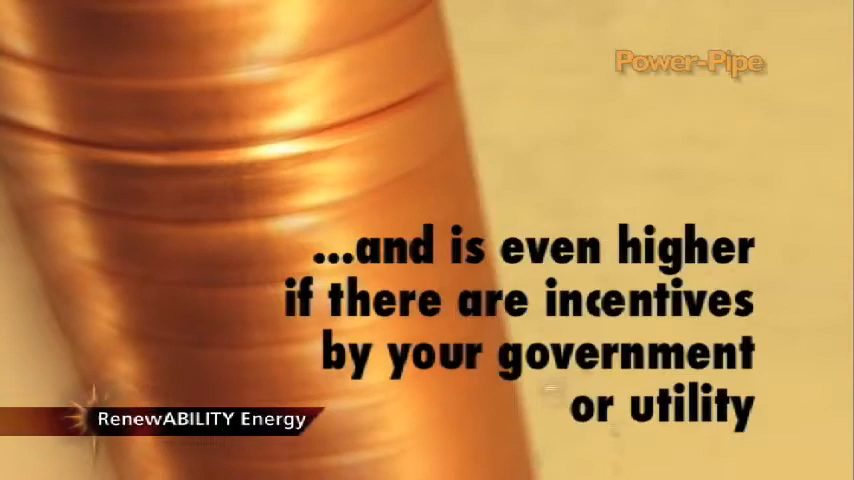 Power-Pipe
...and is even higher
if there are incentives
by your government
or utility
RenewABILITY Energy